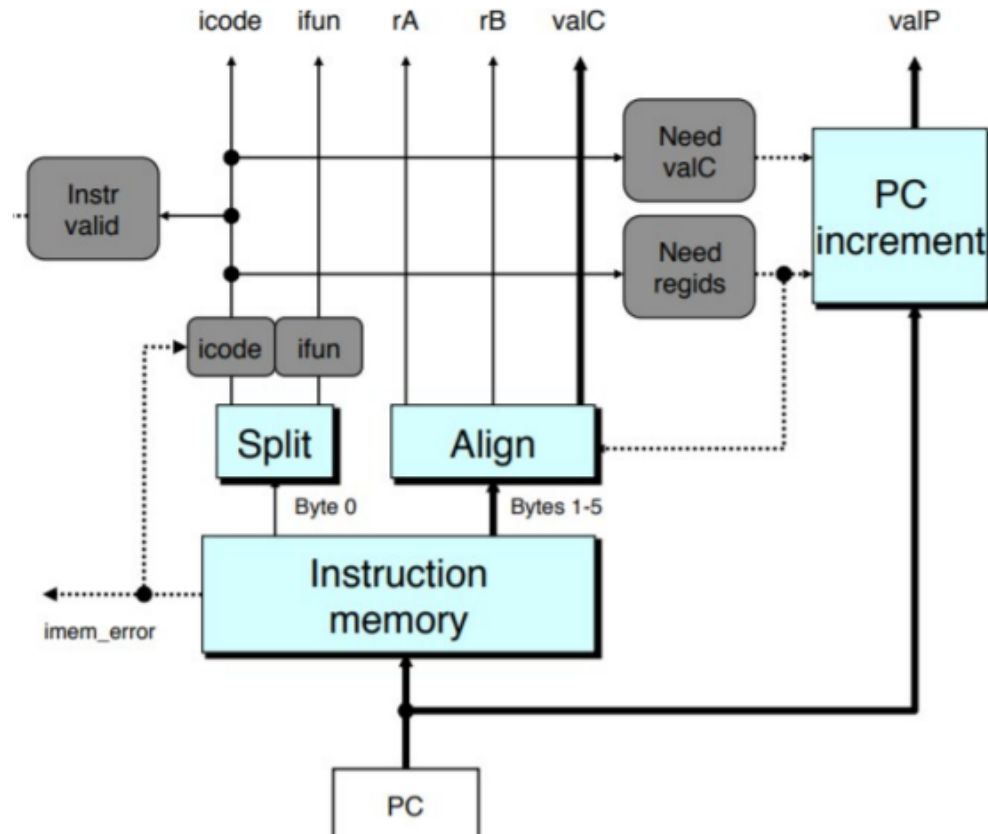 icode ifun rA rB valC valP
Need
valC
PC
increment
Instr
valid
Need
regids
icode ifun
Split
Align
Byte 0
Bytes 1-5
Instruction
memory
imem_error
PC